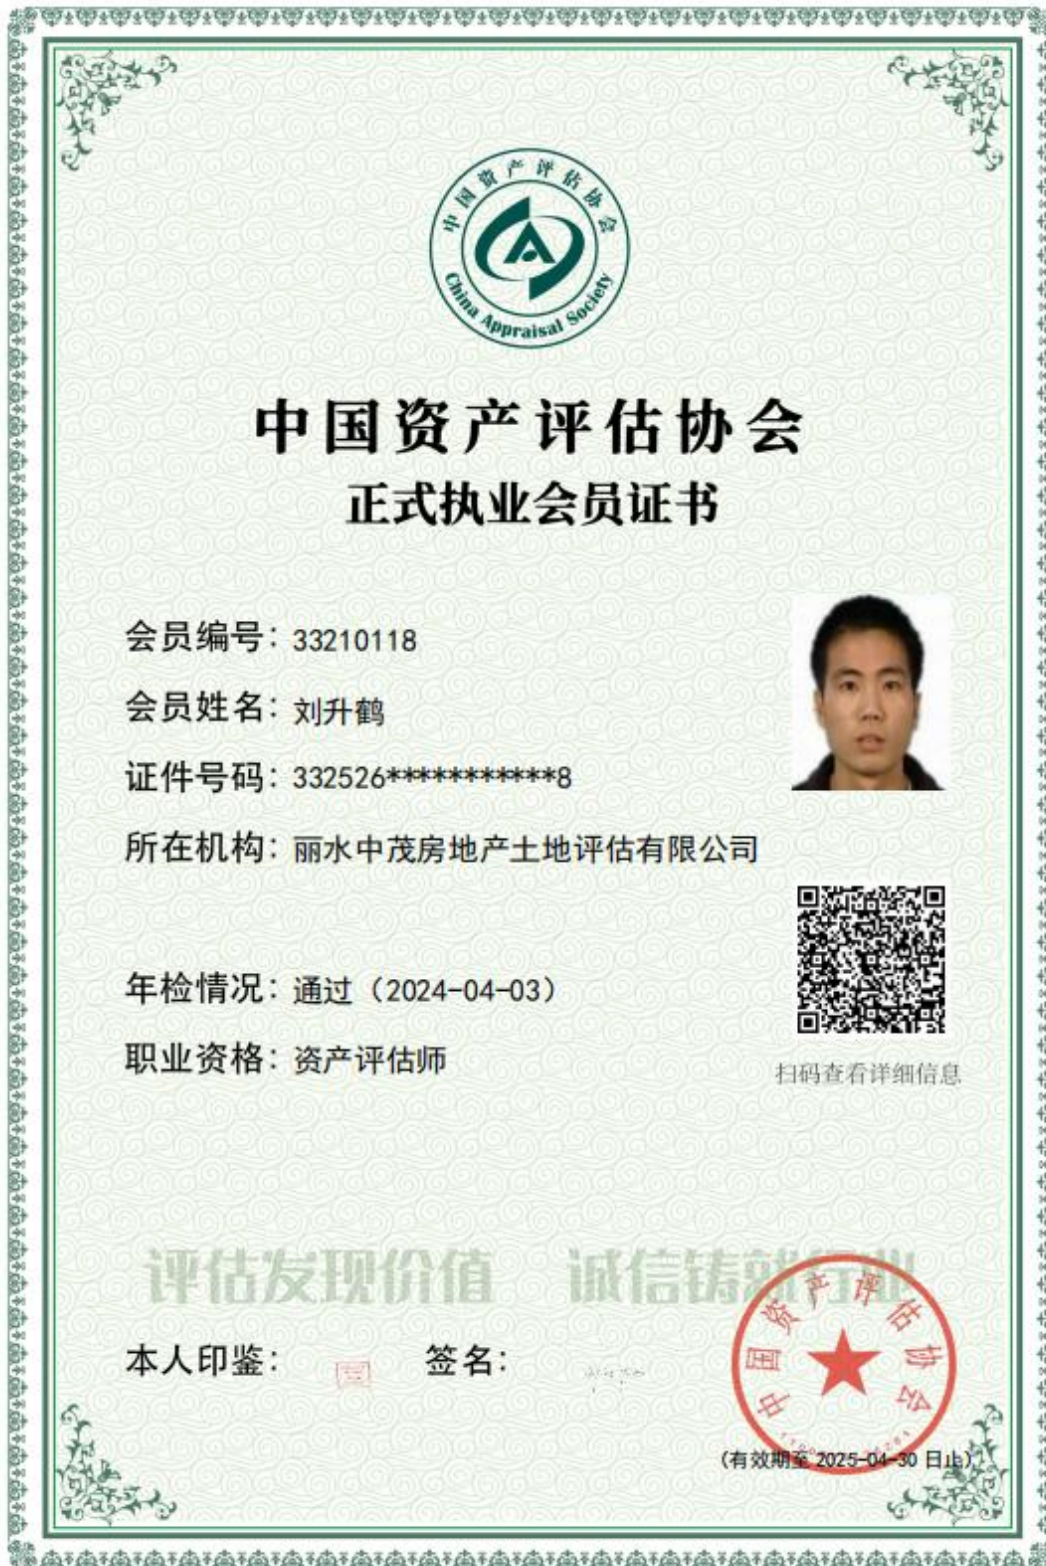 中国资产评估协会
China Appraisal Society
中国资产评估协会
正式执业会员证书
会员编号：33210118
会员姓名：刘升鹤
证件号码：332526***********8
所在机构：丽水中茂房地产土地评估有限公司
年检情况：通过（2024-04-03）
职业资格：资产评估师
扫码查看详细信息
评估发现价值 诚信铸就行业
本人印鉴： 签名：
中国资产评估协会
（有效期至 2025-04-30 日止）